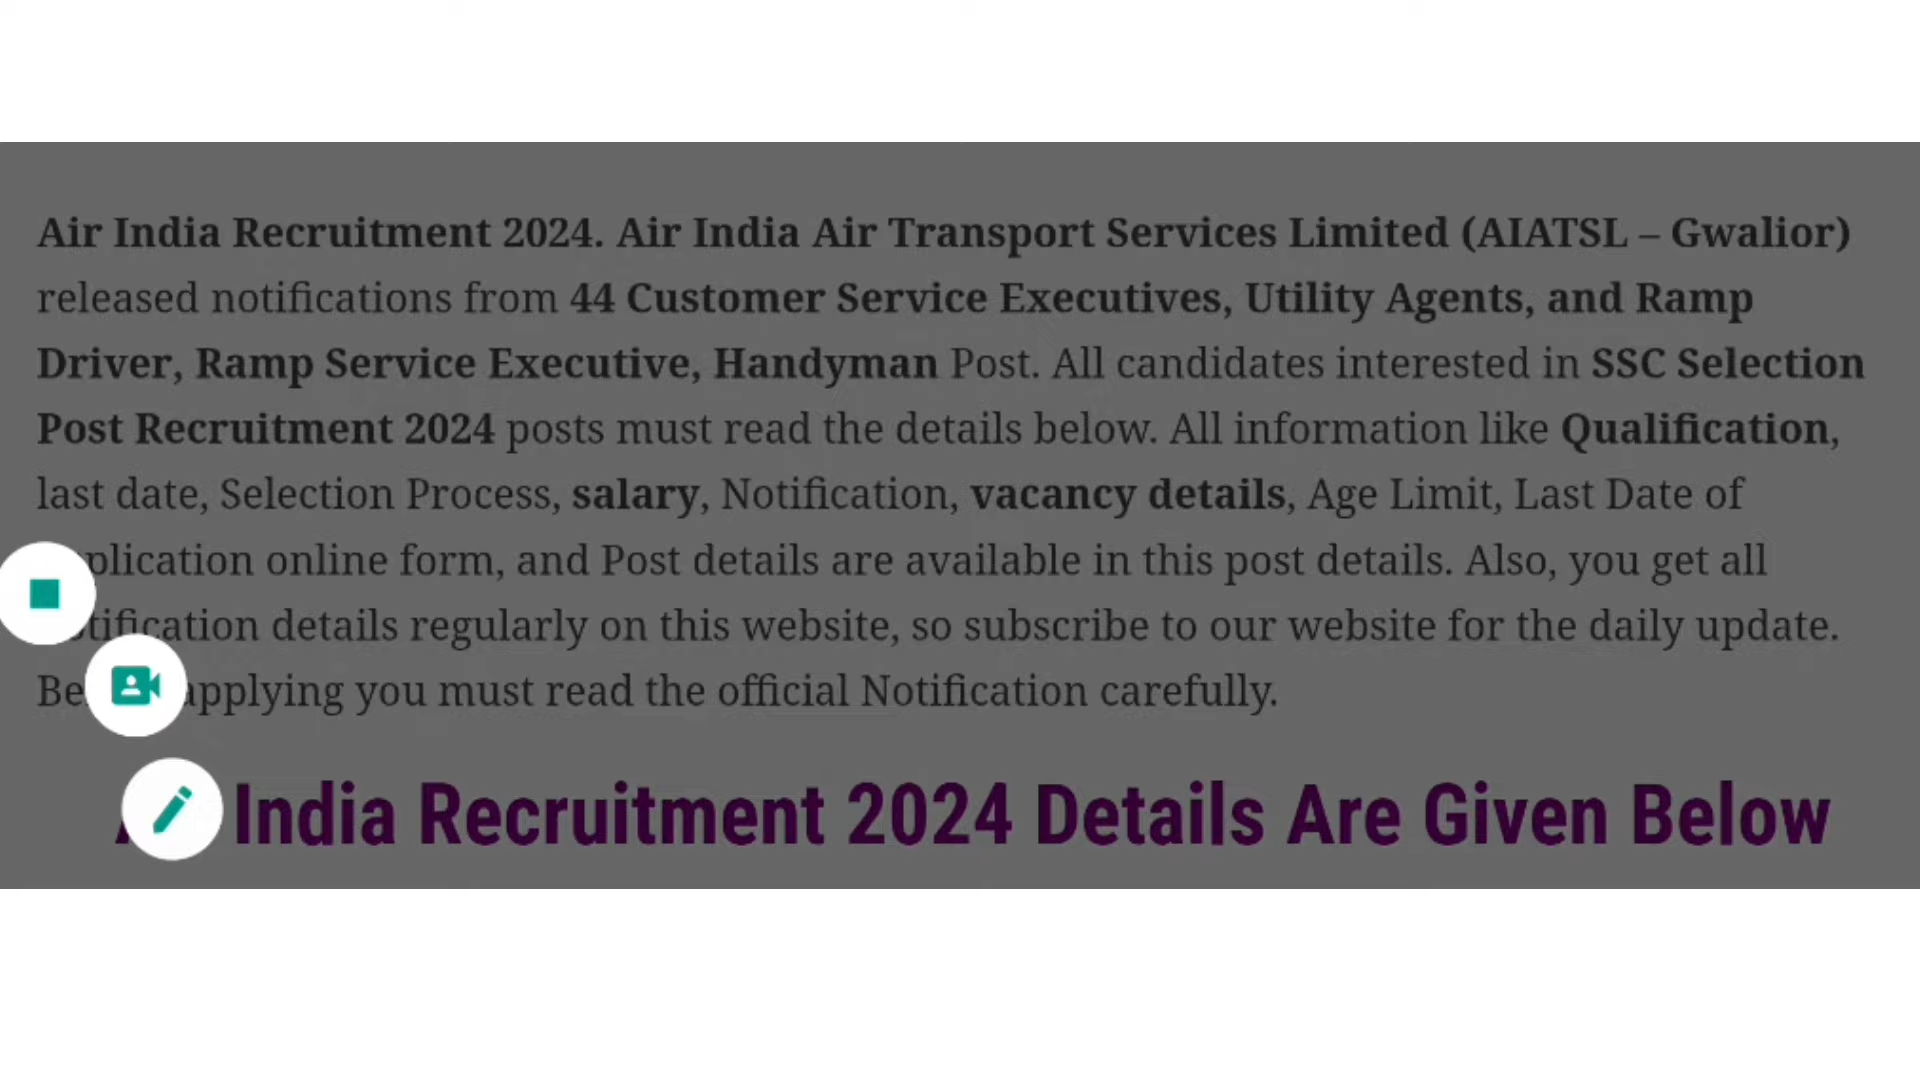 Air India Recruitment 2024. Air India Air Transport Services Limited (AIATSL – Gwalior)
released notifications from 44 Customer Service Executives, Utility Agents, and Ramp
Driver, Ramp Service Executive, Handyman Post. All candidates interested in SSC Selection
Post Recruitment 2024 posts must read the details below. All information like Qualification,
last date, Selection Process, salary, Notification, vacancy details, Age Limit, Last Date of
online form, and Post details are available in this post details. Also, you get all
details regularly on this website, so subscribe to our website for the daily update.
applying you must read the official Notification carefully.
India Recruitment 2024 Details Are Given Below